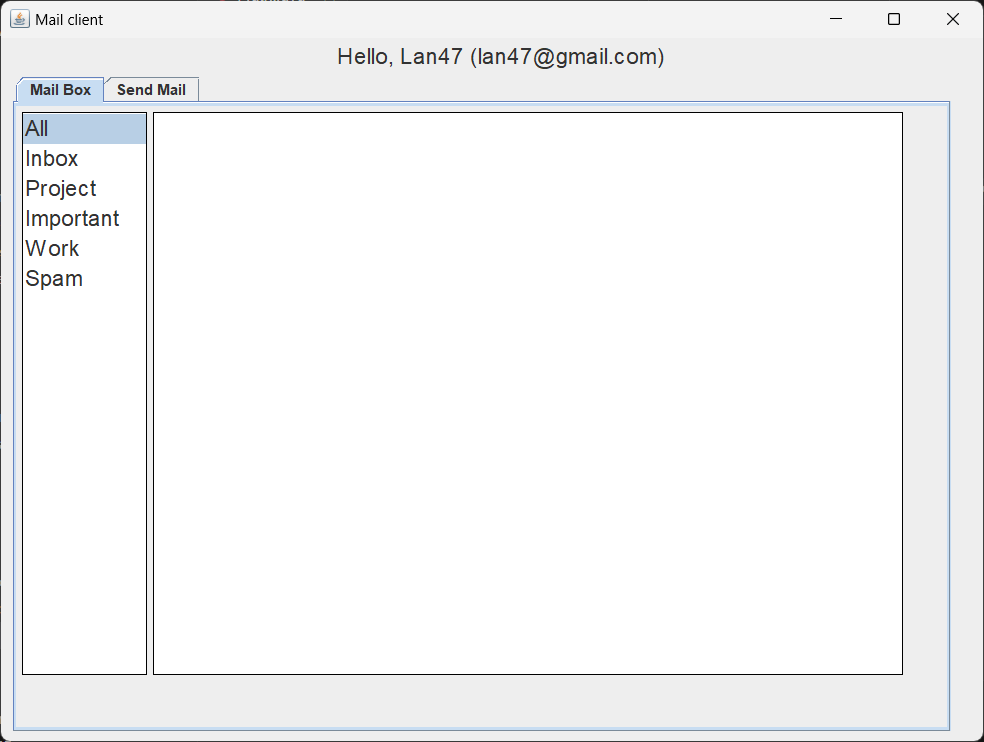 Mail client
Hello, Lan47 (lan47@gmail.com)
Mail Box Send Mail
All
Inbox
Project
Important
Work
Spam